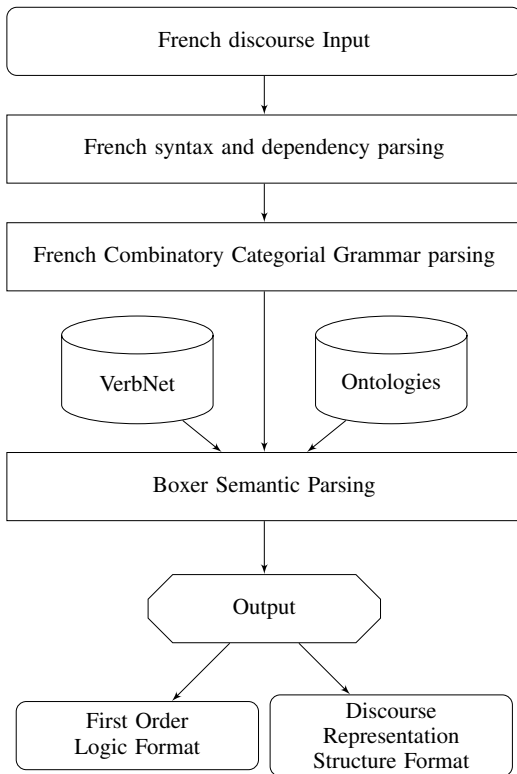 French discourse Input
French syntax and dependency parsing
French Combinatory Categorial Grammar parsing
VerbNet
Ontologies
Boxer Semantic Parsing
Output
First Order
Logic Format
Discourse
Representation
Structure Format